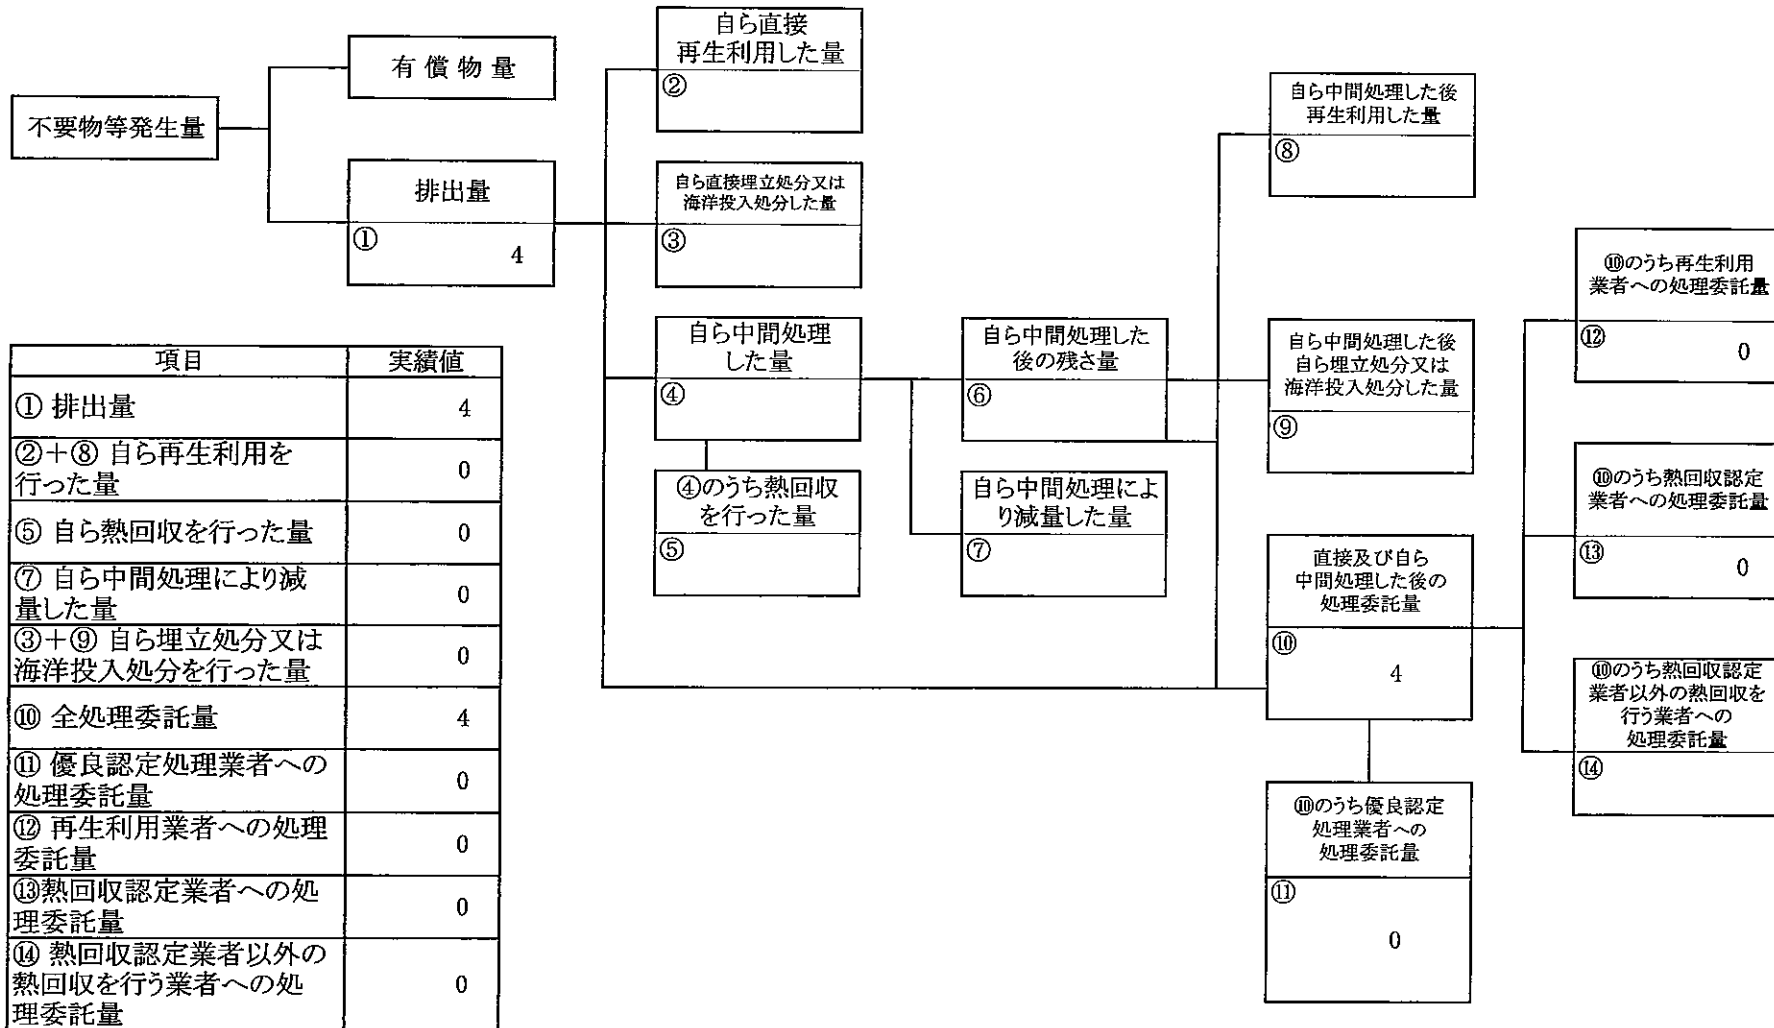 不要物等発生量
有償物量
排出量
①
4
自ら直接
再生利用した量
②
自ら直接埋立処分又は
海洋投入処分した量
③
自ら中間処理
した量
④
④のうち熱回収
を行った量
⑤
自ら中間処理した
後の残さ量
⑥
自ら中間処理によ
り減量した量
⑦
自ら中間処理した後
再生利用した量
⑧
自ら中間処理した後
自ら埋立処分又は
海洋投入処分した量
⑨
直接及び自ら
中間処理した後の
処理委託量
⑩
4
⑩のうち優良認定
処理業者への
処理委託量
⑪
0
⑩のうち再生利用
業者への処理委託量
⑫
0
⑩のうち熱回収認定
業者への処理委託量
⑬
0
⑩のうち熱回収認定
業者以外の熱回収を
行う業者への
処理委託量
⑭
項目 実績値
① 排出量 4
②+⑧ 自ら再生利用を
行った量 0
⑤ 自ら熱回収を行った量 0
⑦ 自ら中間処理により減
量した量 0
③+⑨ 自ら埋立処分又は
海洋投入処分を行った量 0
⑩ 全処理委託量 4
⑪ 優良認定処理業者への
処理委託量 0
⑫ 再生利用業者への処理
委託量 0
⑬熱回収認定業者への処
理委託量 0
⑭ 熱回収認定業者以外の
熱回収を行う業者への処
理委託量 0